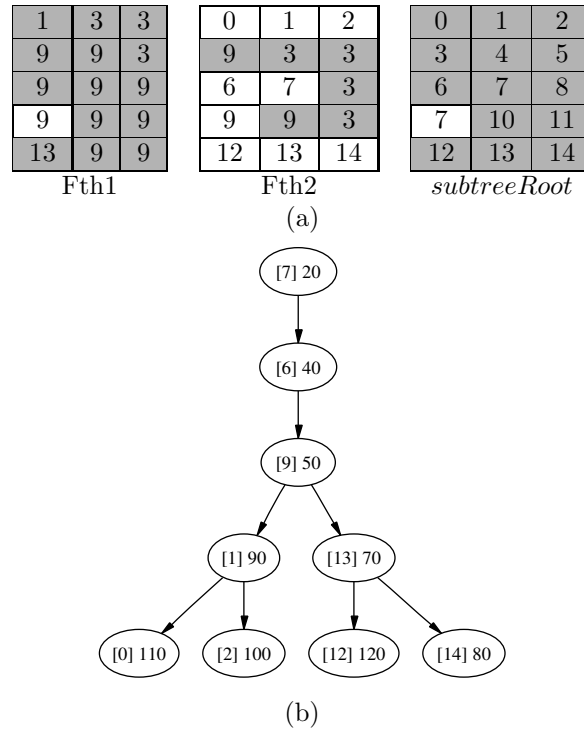 1 3 3 0 1 2 0 1 2
9 9 3 9 3 3 3 4 5
9 9 9 6 7 3 6 7 8
9 9 9 9 9 3 7 10 11
13 9 9 12 13 14 12 13 14
Fth1 Fth2 subtreeRoot
(a)
[7] 20
[6] 40
[9] 50
[1] 90 [13] 70
[0] 110 [2] 100 [12] 120 [14] 80
(b)